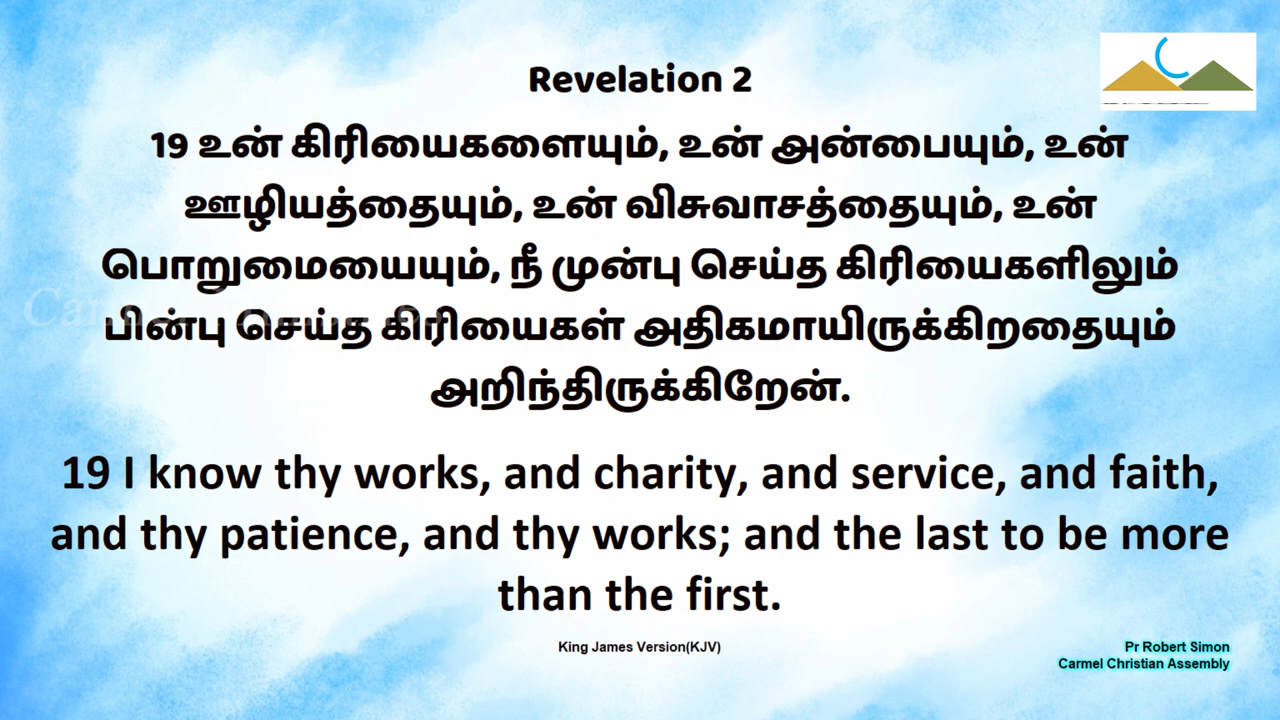 Revelation 2
19 உன் கிரியைகளையும், உன் அன்பையும், உன்
ஊழியத்தையும், உன் விசுவாசத்தையும், உன்
பொறுமையையும், நீ முன்பு செய்த கிரியைகளிலும்
பின்பு செய்த கிரியைகள் அதிகமாயிருக்கிறதையும்
அறிந்திருக்கிறேன்.
19 I know thy works, and charity, and service, and faith,
and thy patience, and thy works; and the last to be more
than the first.
King James Version(KJV)
Pr Robert Simon
Carmel Christian Assembly